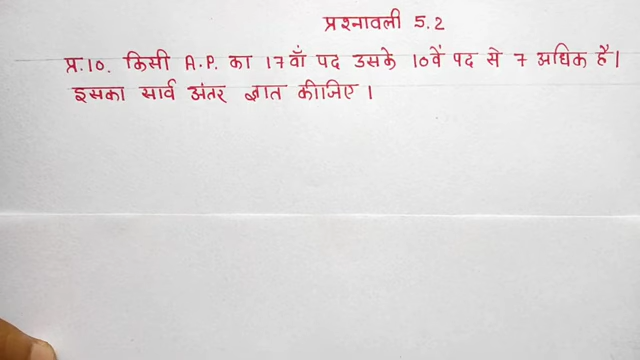 प्रश्नावली 5.2
प्र.10. किसी A.P. का 17वाँ पद उसके 10वें पद से 7 अधिक है।
इसका सार्व अंतर ज्ञात कीजिए।